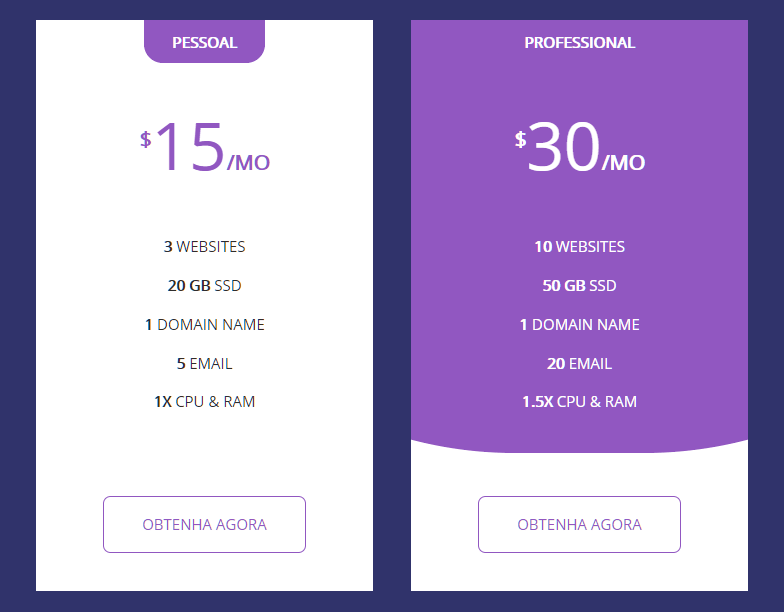 PESSOAL
$15/MO
3 WEBSITES
20 GB SSD
1 DOMAIN NAME
5 EMAIL
1X CPU & RAM
OBTENHA AGORA
PROFESSIONAL
$30/MO
10 WEBSITES
50 GB SSD
1 DOMAIN NAME
20 EMAIL
1.5X CPU & RAM
OBTENHA AGORA